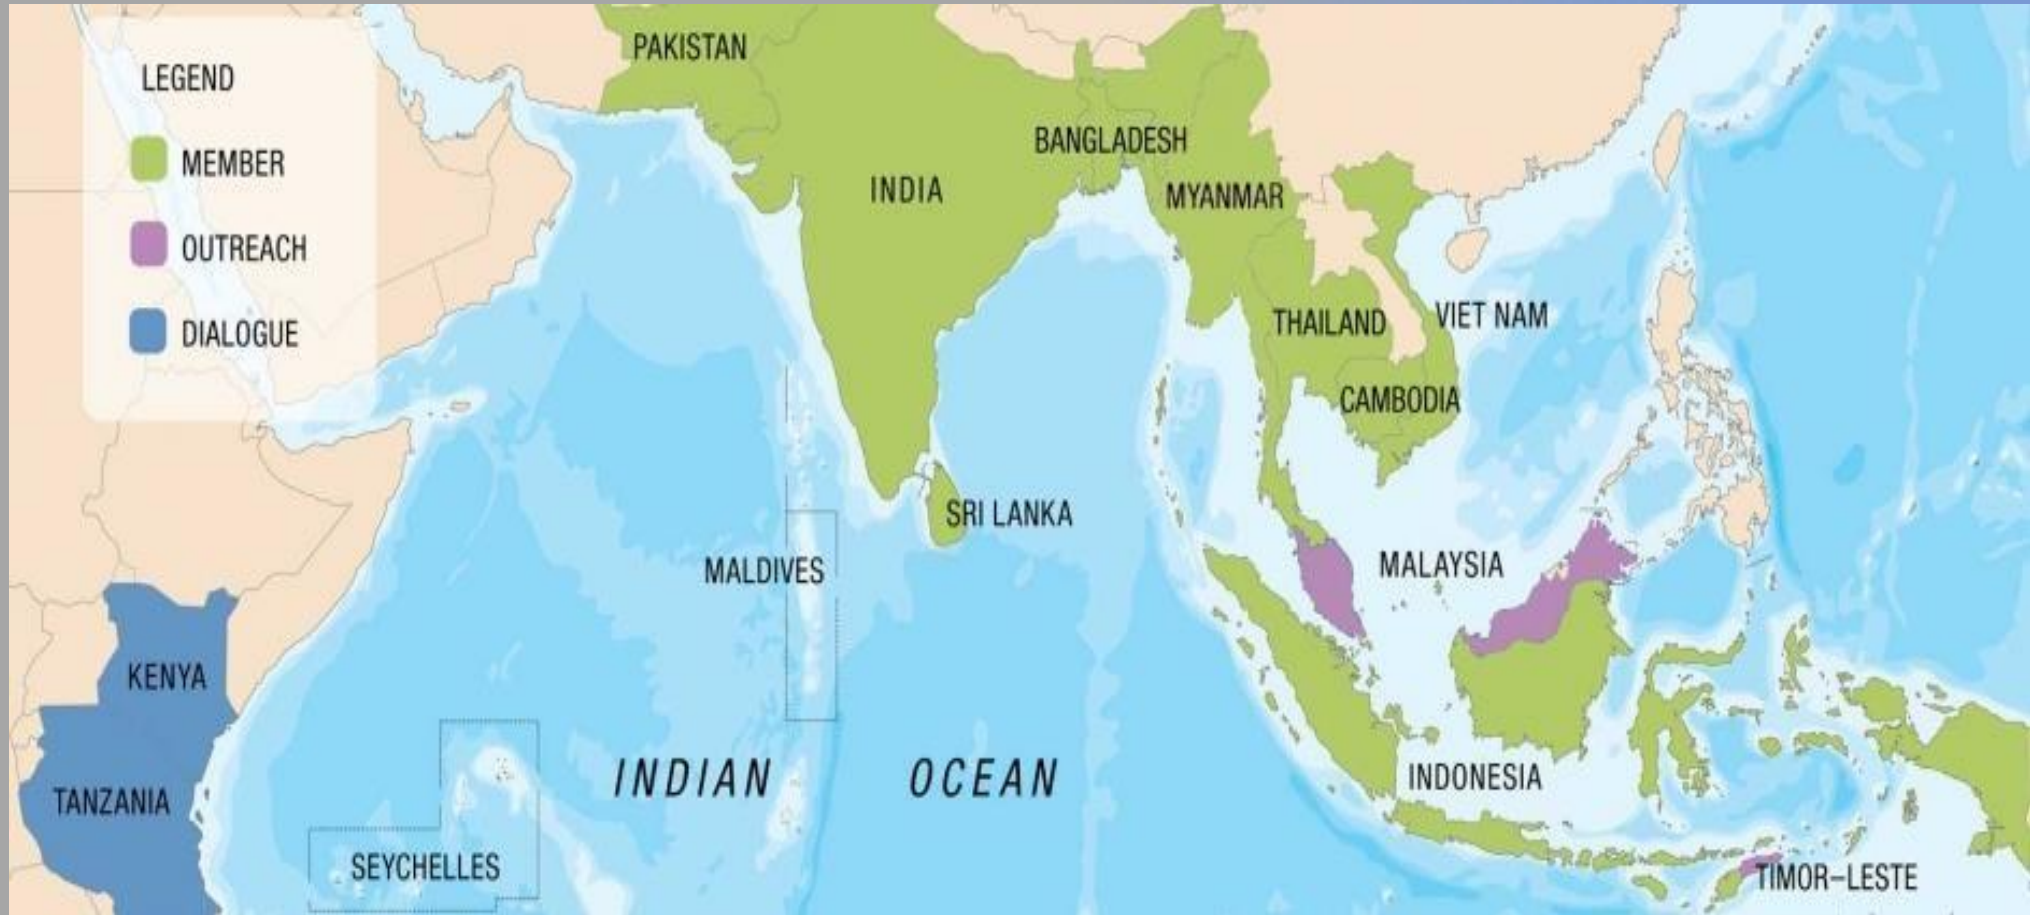 LEGEND
MEMBER
OUTREACH
DIALOGUE
PAKISTAN
BANGLADESH
INDIA
MYANMAR
THAILAND
VIET NAM
CAMBODIA
SRI LANKA
MALDIVES
MALAYSIA
KENYA
INDIAN OCEAN
INDONESIA
TANZANIA
SEYCHELLES
TIMOR-LESTE